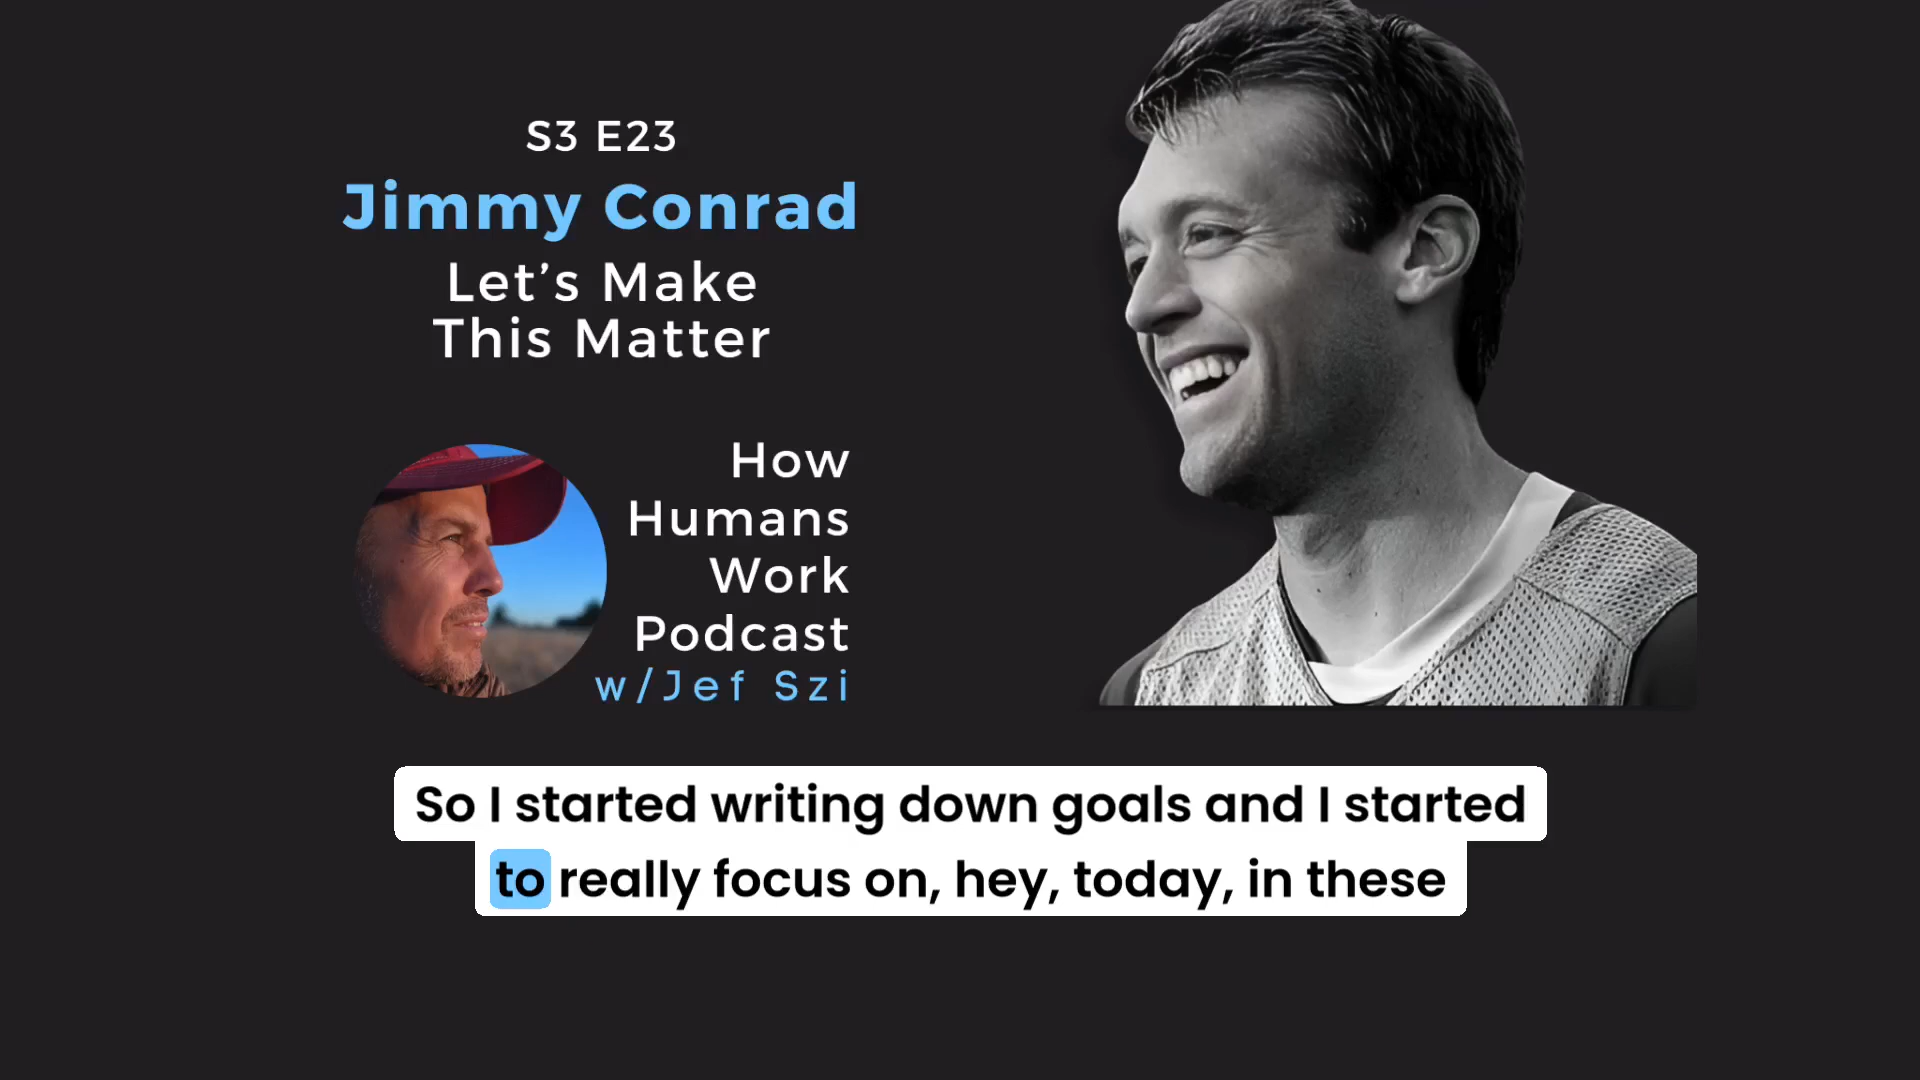 S3 E23
Jimmy Conrad
Let’s Make
This Matter
How
Humans
Work
Podcast
w/Jef Szi
So I started writing down goals and I started
to really focus on, hey, today, in these